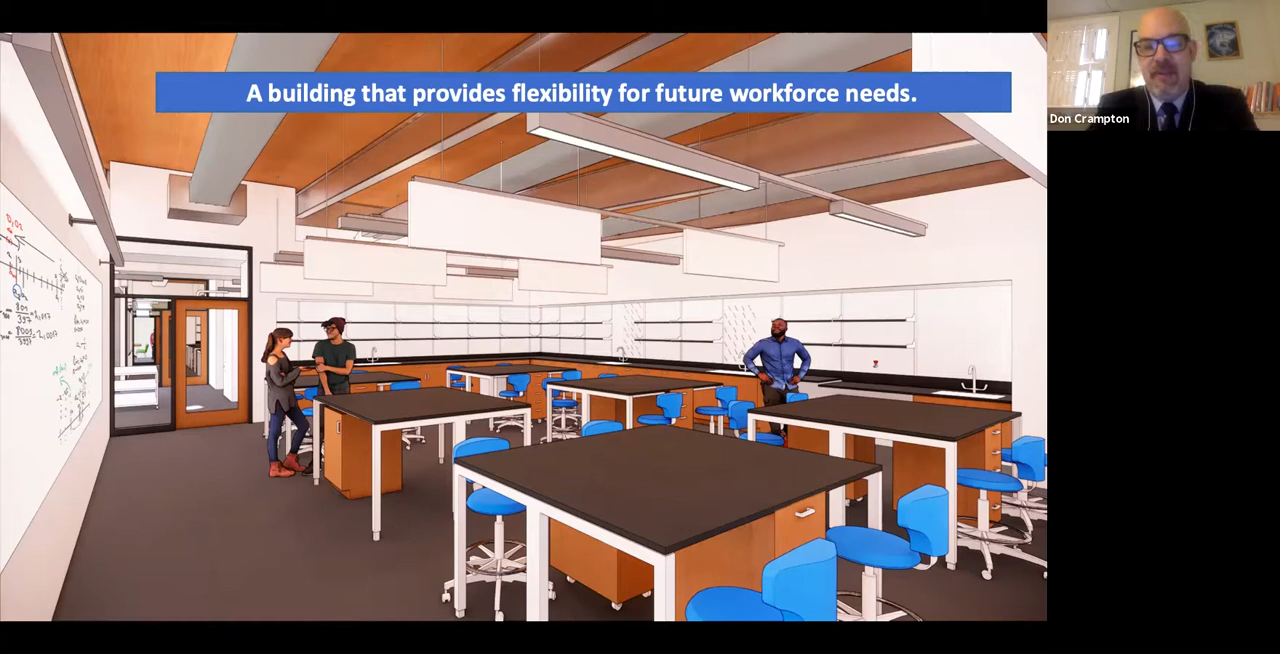 A building that provides flexibility for future workforce needs.
Don Crampton